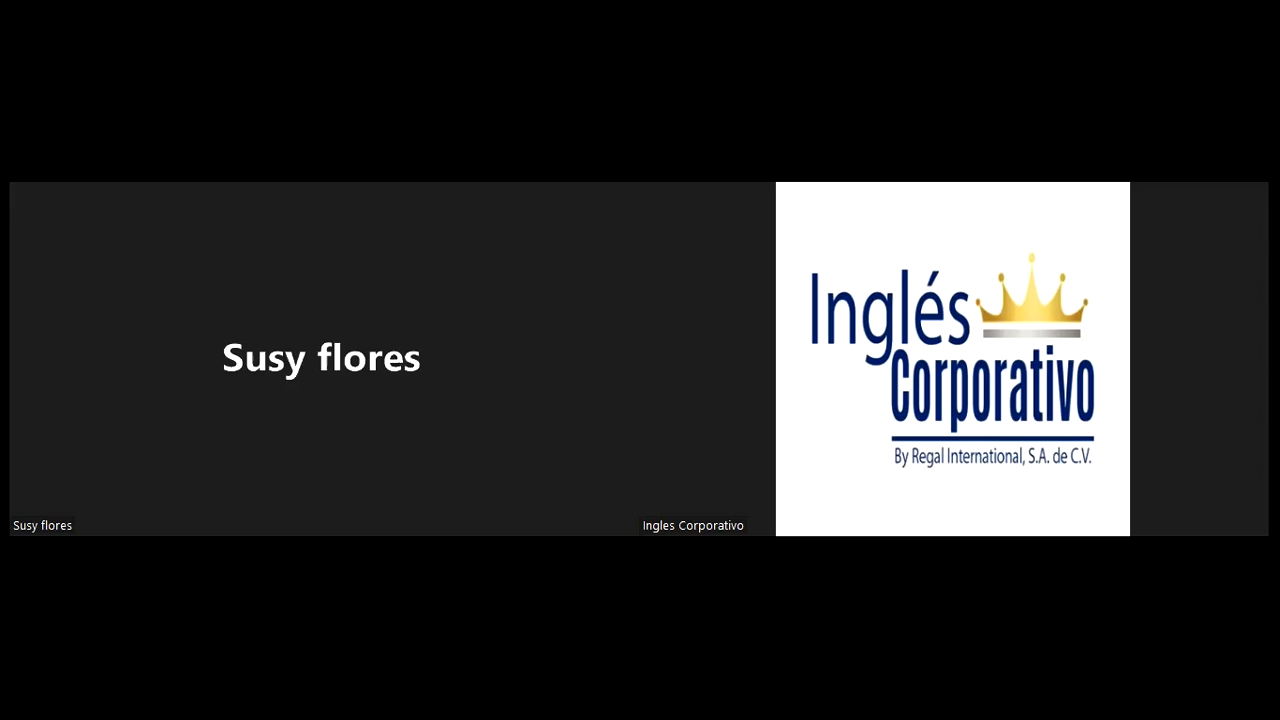 Susy flores
Susy flores
Inglés
Corporativo
By Regal International, S.A. de C.V.
Ingles Corporativo